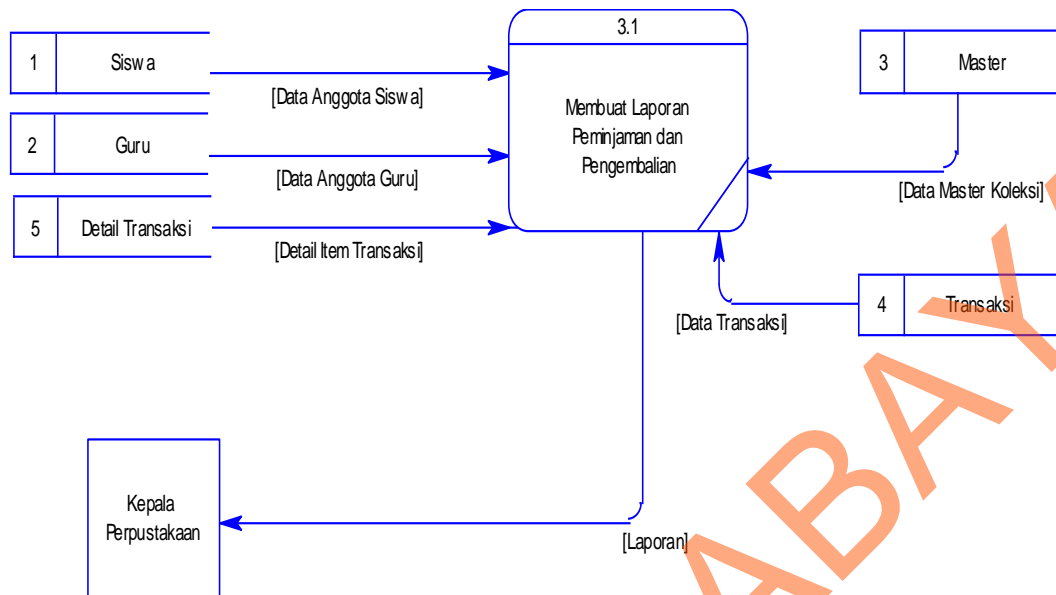 3.1
1 Siswa
3 Master
[Data Anggota Siswa]
Membuat Laporan
Peminjaman dan
Pengembalian
2 Guru
[Data Anggota Guru]
[Data Master Koleksi]
5 Detail Transaksi
[Detail Item Transaksi]
4 Transaksi
[Data Transaksi]
Kepala
Perpustakaan
[Laporan]
ABAY